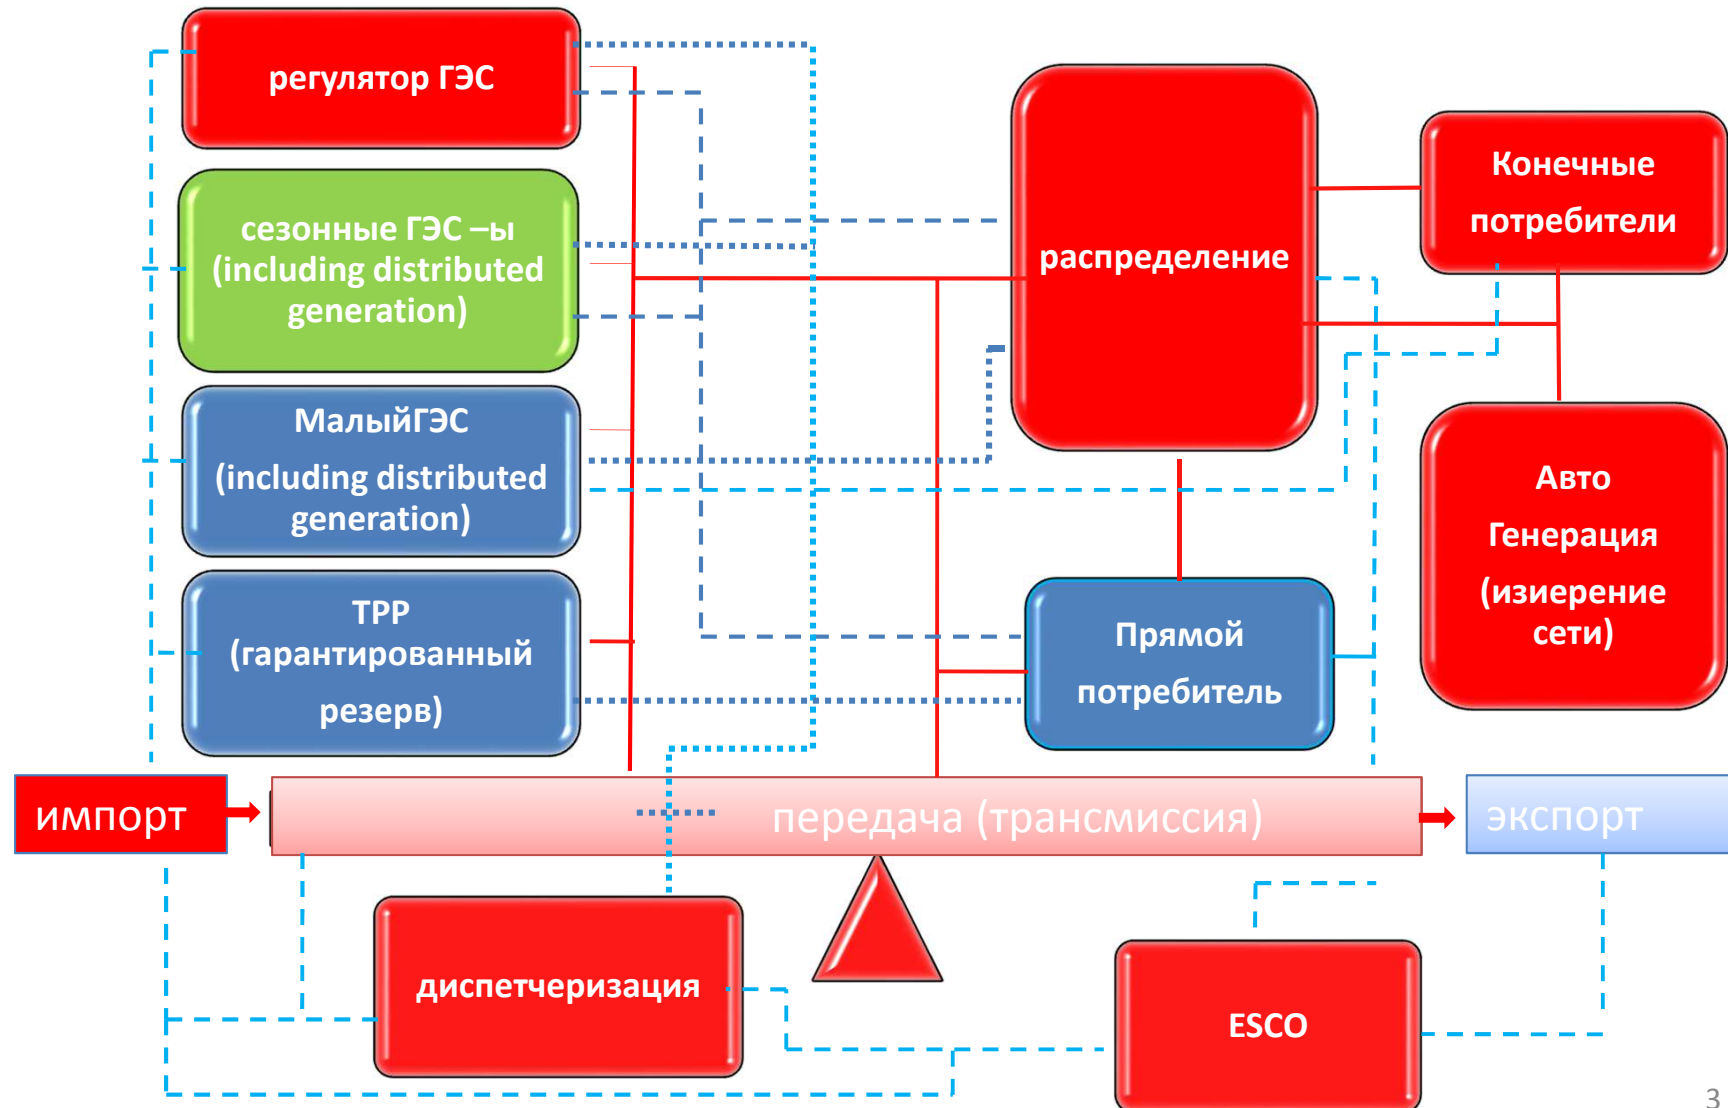 регулятор ГЭС
сезонные ГЭС –ы
(including distributed
generation)
МалыйГЭС
(including distributed
generation)
ТРР
(гарантированный
резерв)
распределение
Конечные
потребители
Авто
Генерация
(изиерение
сети)
Прямой
потребитель
импорт
передача (трансмиссия)
экспорт
диспетчеризация
ESCO
3